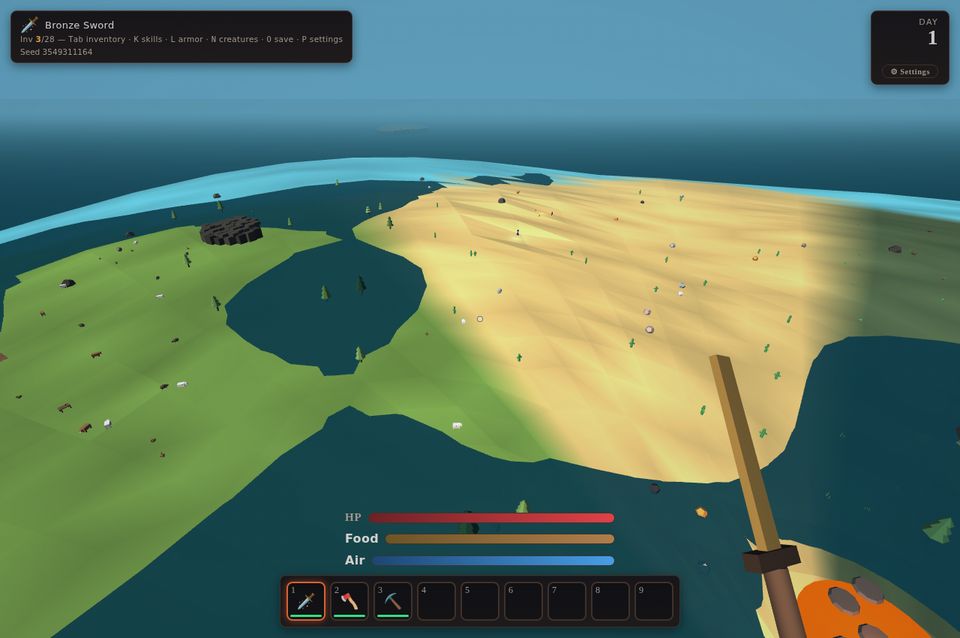 Bronze Sword
Inv 3/28 — Tab inventory · K skills · L armor · N creatures · O save · P settings
Seed 3549311164
DAY
1
⚙ Settings
HP
Food
Air
1 2 3 4 5 6 7 8 9